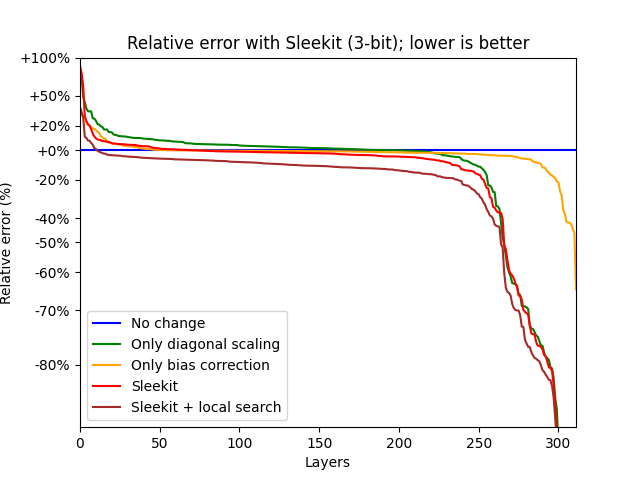 Relative error with Sleekit (3-bit); lower is better
+100%
+50%
+20%
+0%
-20%
-40%
-50%
-60%
-70%
-80%
Relative error (%)
No change
Only diagonal scaling
Only bias correction
Sleekit
Sleekit + local search
0 50 100 150 200 250 300
Layers